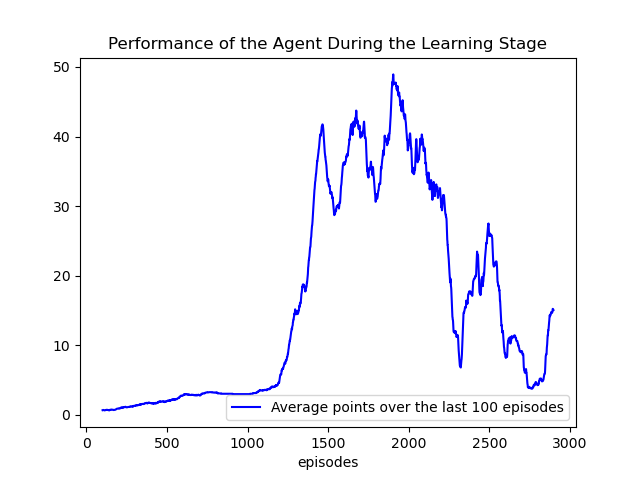 Performance of the Agent During the Learning Stage
50
40
30
20
10
0
Average points over the last 100 episodes
0 500 1000 1500 2000 2500 3000
episodes